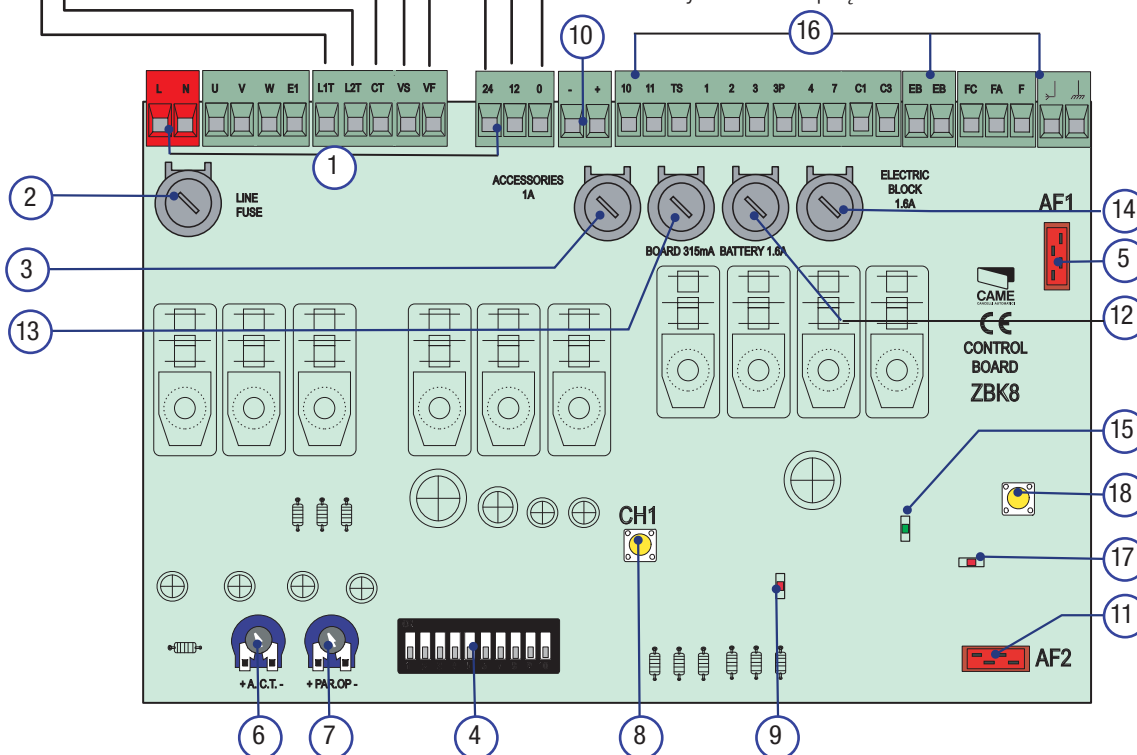 10
16
L N U V W E1 L1T L2T CT VS VF 24 12 0 - + 10 11 TS 1 2 3 3P 4 7 C1 C3 EB EB FC FA F
1
2
LINE
FUSE
ACCESSORIES
1A
ELECTRIC
BLOCK
1.6A
AF1
14
3
BOARD 315mA BATTERY 1.6A
5
13
CAME
CANCELLI AUTOMATICI
CE
12
CONTROL
BOARD
ZBK8
15
CH1
18
17
11
AF2
+ A.C.T. -
+ PAR.OP -
6
7
4
8
9